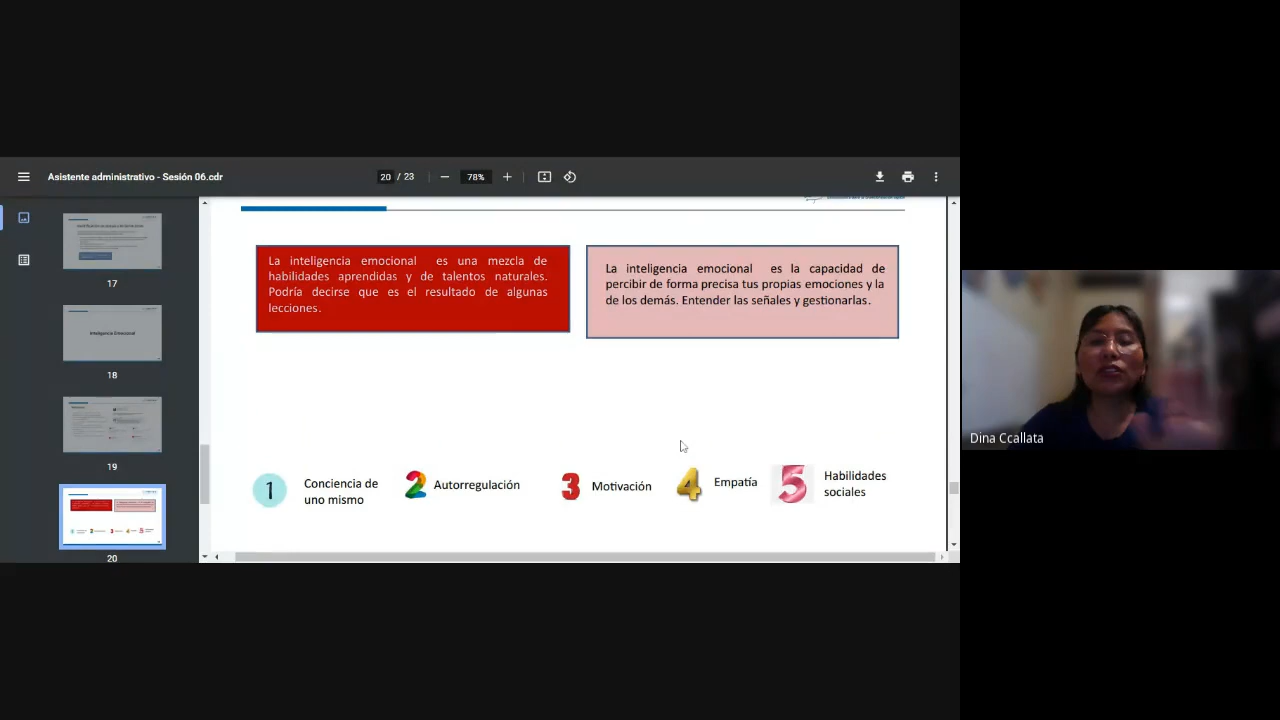 Asistente administrativo - Sesión 06.cdr
20 / 23
78%
17
Inteligencia Emocional
18
19
20
La inteligencia emocional es una mezcla de
habilidades aprendidas y de talentos naturales.
Podría decirse que es el resultado de algunas
lecciones.
La inteligencia emocional es la capacidad de
percibir de forma precisa tus propias emociones y la
de los demás. Entender las señales y gestionarlas.
1
Conciencia de
uno mismo
2
Autorregulación
3
Motivación
4
Empatía
5
Habilidades
sociales
Dina Ccallata